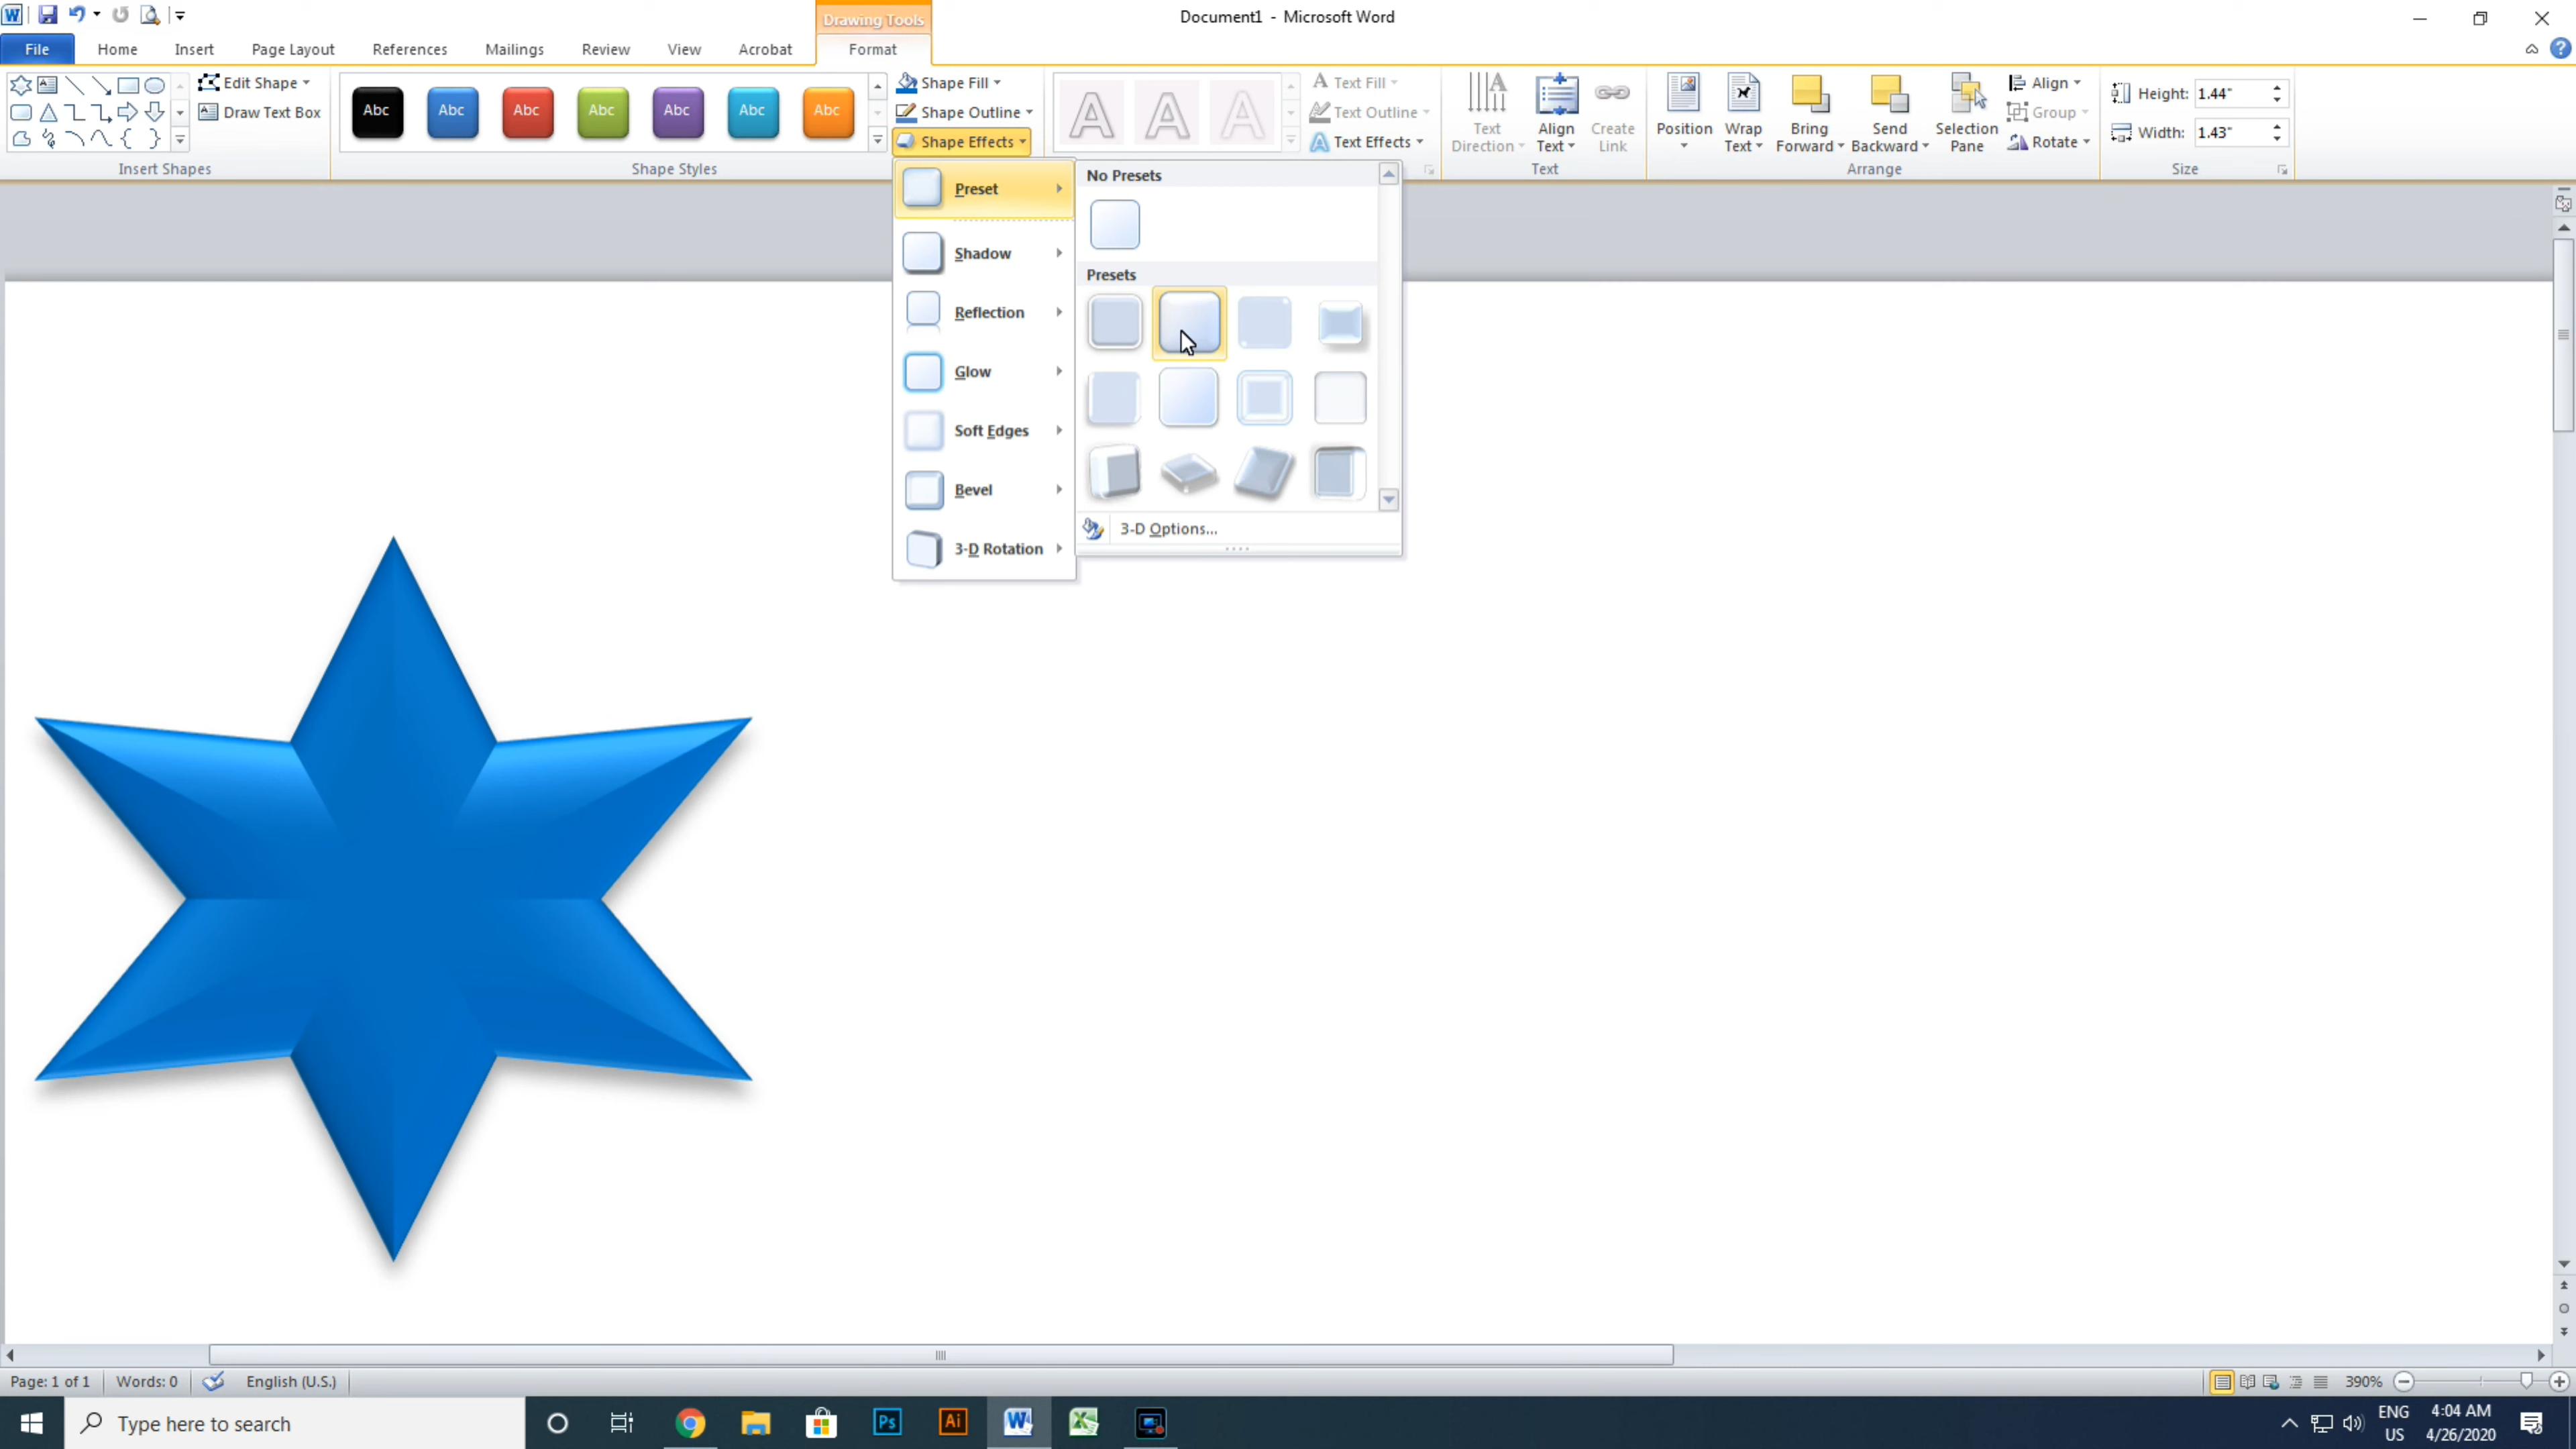 Drawing Tools
Document1 - Microsoft Word
File Home Insert Page Layout References Mailings Review View Acrobat Format
Edit Shape
Draw Text Box
Insert Shapes
Abc Abc Abc Abc Abc Abc Abc
Shape Styles
Shape Fill
Shape Outline
Shape Effects
Text Fill
Text Outline
Text Effects
Text Direction
Align Text
Create Link
Text
Position
Wrap Text
Bring Forward
Send Backward
Selection Pane
Align
Group
Rotate
Arrange
Height: 1.44"
Width: 1.43"
Size
Preset
Shadow
Reflection
Glow
Soft Edges
Bevel
3-D Rotation
No Presets
Presets
3-D Options...
Page: 1 of 1 Words: 0 English (U.S.) 390%
Type here to search
Ps Ai
ENG
US
4:04 AM
4/26/2020